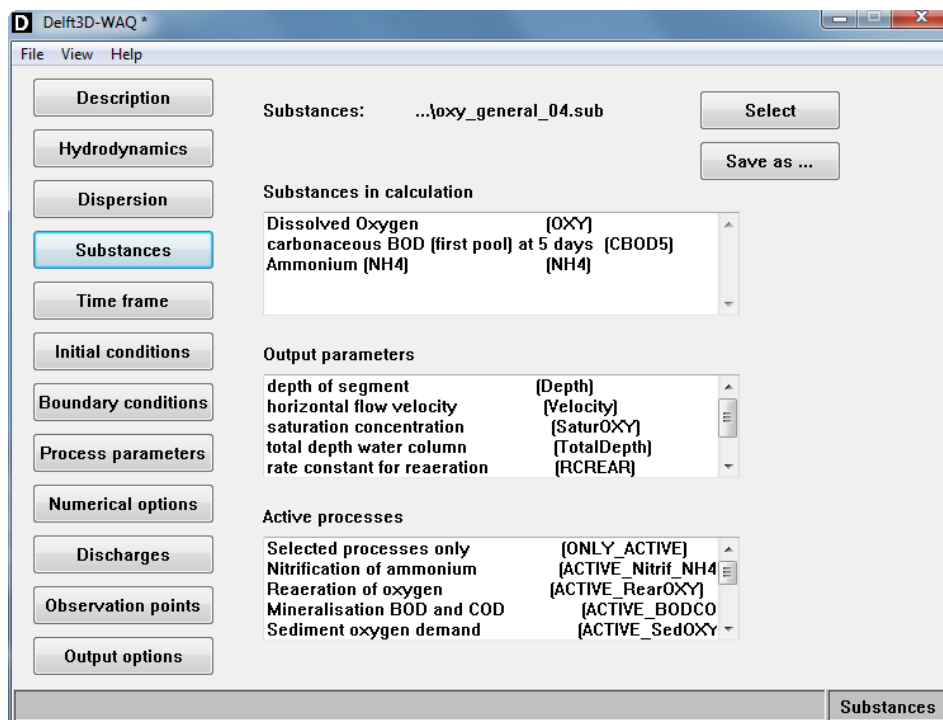 D Delft3D-WAQ *
File View Help
Description
Substances: ...\oxy_general_04.sub
Select
Hydrodynamics
Save as ...
Dispersion
Substances in calculation
Substances
Dissolved Oxygen (OXY)
carbonaceous BOD (first pool) at 5 days (CBOD5)
Ammonium (NH4) (NH4)
Time frame
Initial conditions
Output parameters
Boundary conditions
depth of segment (Depth)
horizontal flow velocity (Velocity)
saturation concentration (SaturOXY)
total depth water column (TotalDepth)
rate constant for reaeration (RCREAR)
Process parameters
Numerical options
Active processes
Discharges
Selected processes only (ONLY_ACTIVE)
Nitrification of ammonium (ACTIVE_Nitrif_NH4
Reaeration of oxygen (ACTIVE_RearOXY)
Mineralisation BOD and COD (ACTIVE_BODCO
Sediment oxygen demand (ACTIVE_SedOXY
Observation points
Output options
Substances